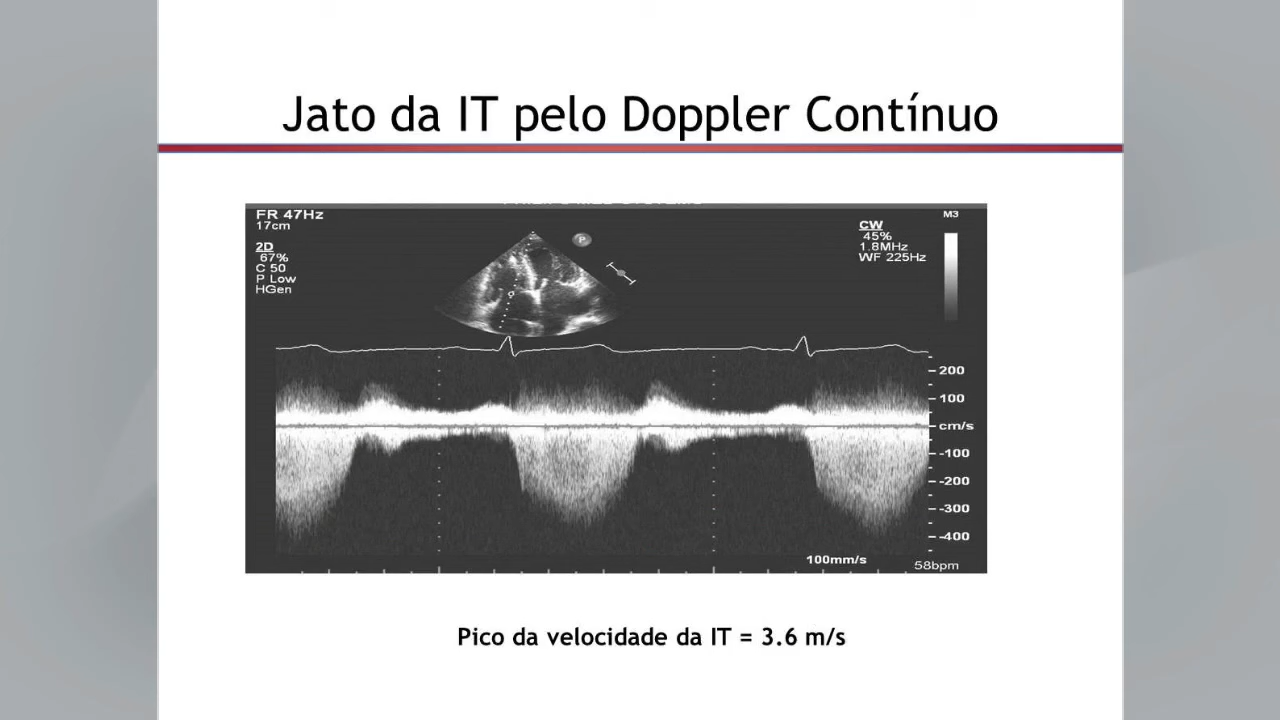 Jato da IT pelo Doppler Contínuo
FR 47Hz
17cm
2D
67%
C 50
P Low
HGen
P
CW
45%
1.8MHz
WF 225Hz
M3
200
100
cm/s
-100
-200
-300
-400
100mm/s
58bpm
Pico da velocidade da IT = 3.6 m/s